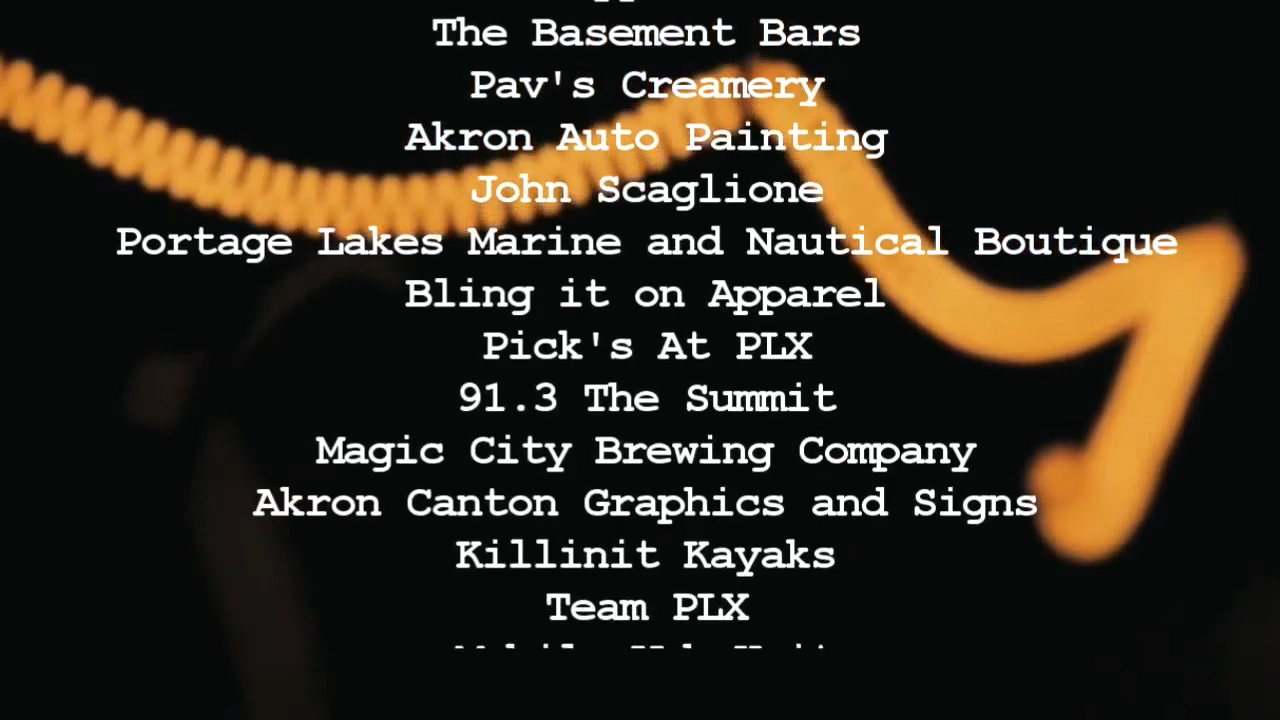 The Basement Bars
Pav's Creamery
Akron Auto Painting
John Scaglione
Portage Lakes Marine and Nautical Boutique
Bling it on Apparel
Pick's At PLX
91.3 The Summit
Magic City Brewing Company
Akron Canton Graphics and Signs
Killinit Kayaks
Team PLX